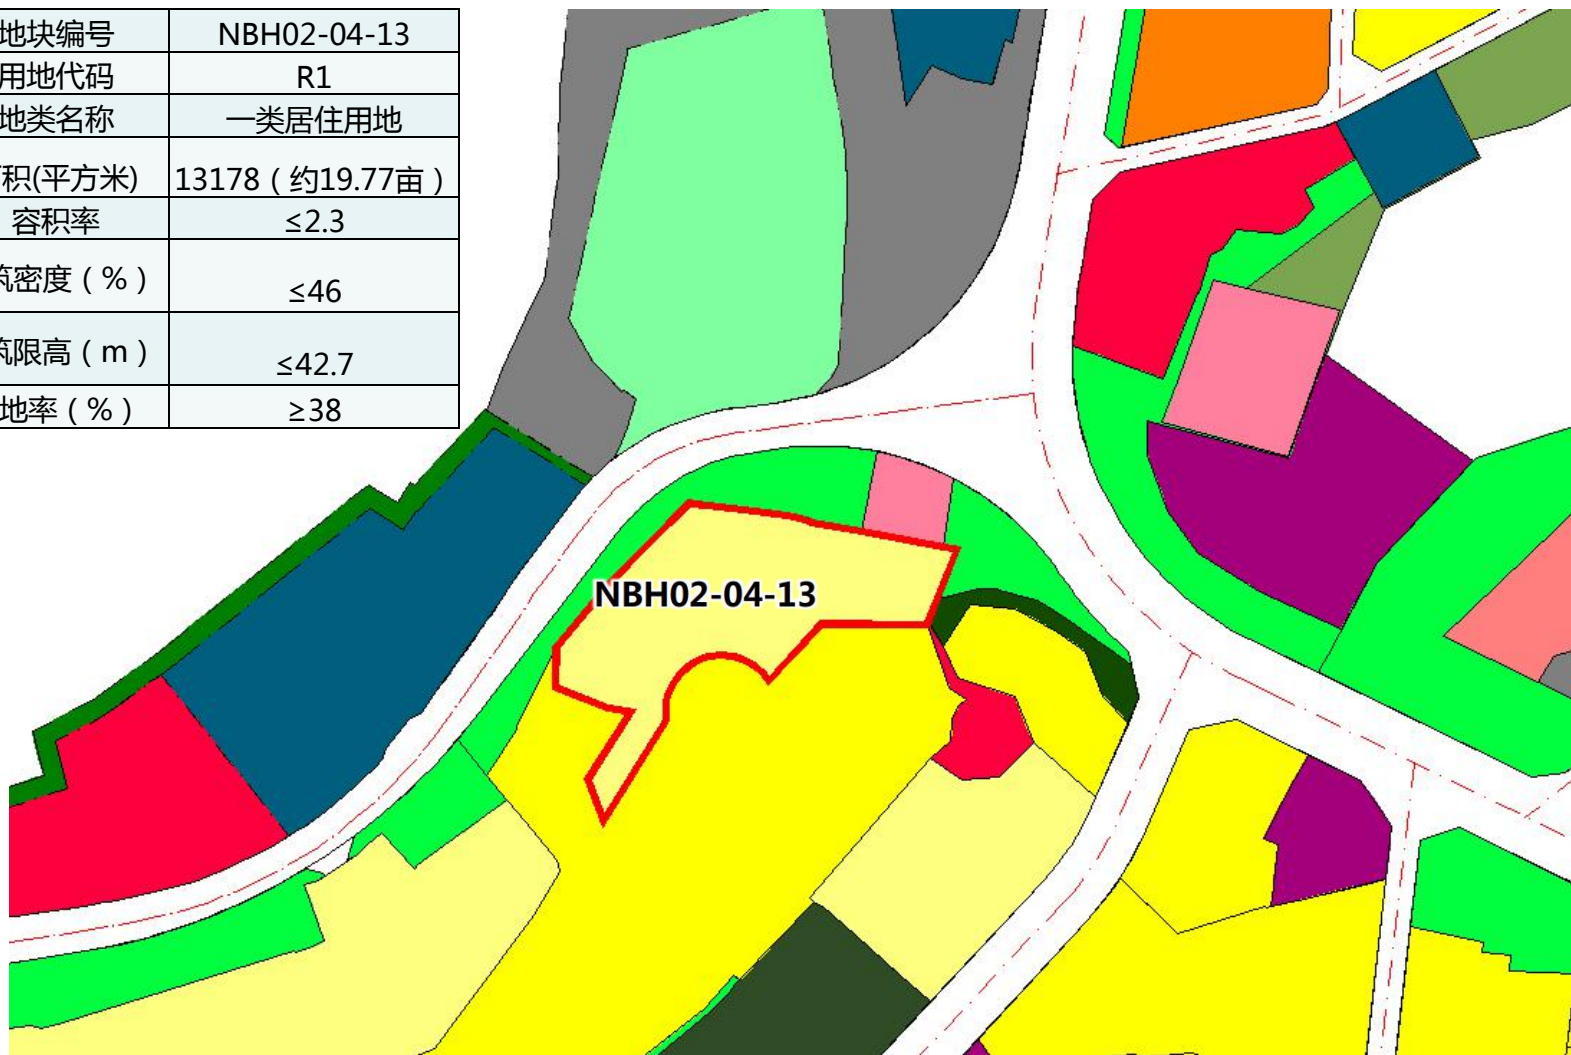 地块编号 NBH02-04-13
用地代码 R1
地类名称 一类居住用地
积(平方米) 13178（约19.77亩）
容积率 ≤2.3
筑密度（%） ≤46
筑限高（m） ≤42.7
地率（%） ≥38
NBH02-04-13